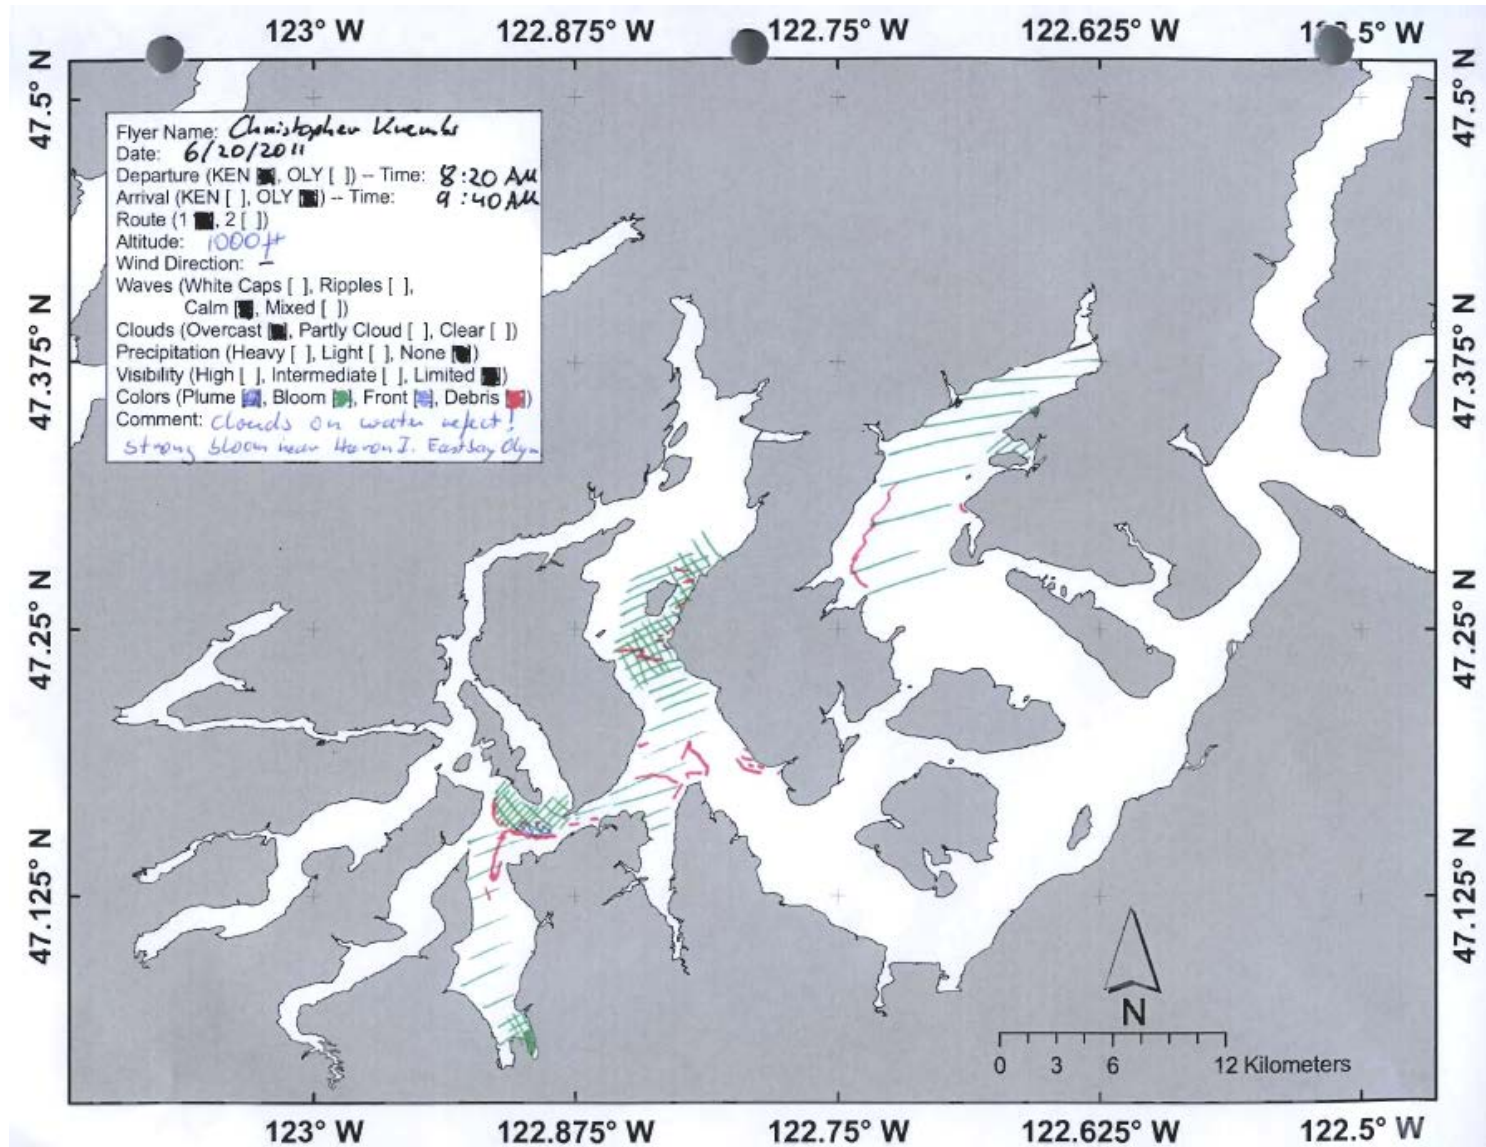 123° W 122.875° W 122.75° W 122.625° W 122.5° W
47.5° N 47.5° N
Flyer Name: Christopher Krembs
Date: 6/20/2011
Departure (KEN [■], OLY [ ]) -- Time: 8:20 AM
Arrival (KEN [ ], OLY [■]) -- Time: 9:40 AM
Route (1 [■], 2 [ ])
Altitude: 1000 ft
Wind Direction: –
Waves (White Caps [ ], Ripples [ ],
Calm [■], Mixed [ ])
Clouds (Overcast [■], Partly Cloud [ ], Clear [ ])
Precipitation (Heavy [ ], Light [ ], None [■])
Visibility (High [ ], Intermediate [ ], Limited [■])
Colors (Plume [■], Bloom [■], Front [■], Debris [■])
Comment: Clouds on water reflect!
Strong bloom near Heron I. Eastbay Olym
47.375° N 47.375° N
47.25° N 47.25° N
47.125° N 47.125° N
N
0 3 6 12 Kilometers
123° W 122.875° W 122.75° W 122.625° W 122.5° W